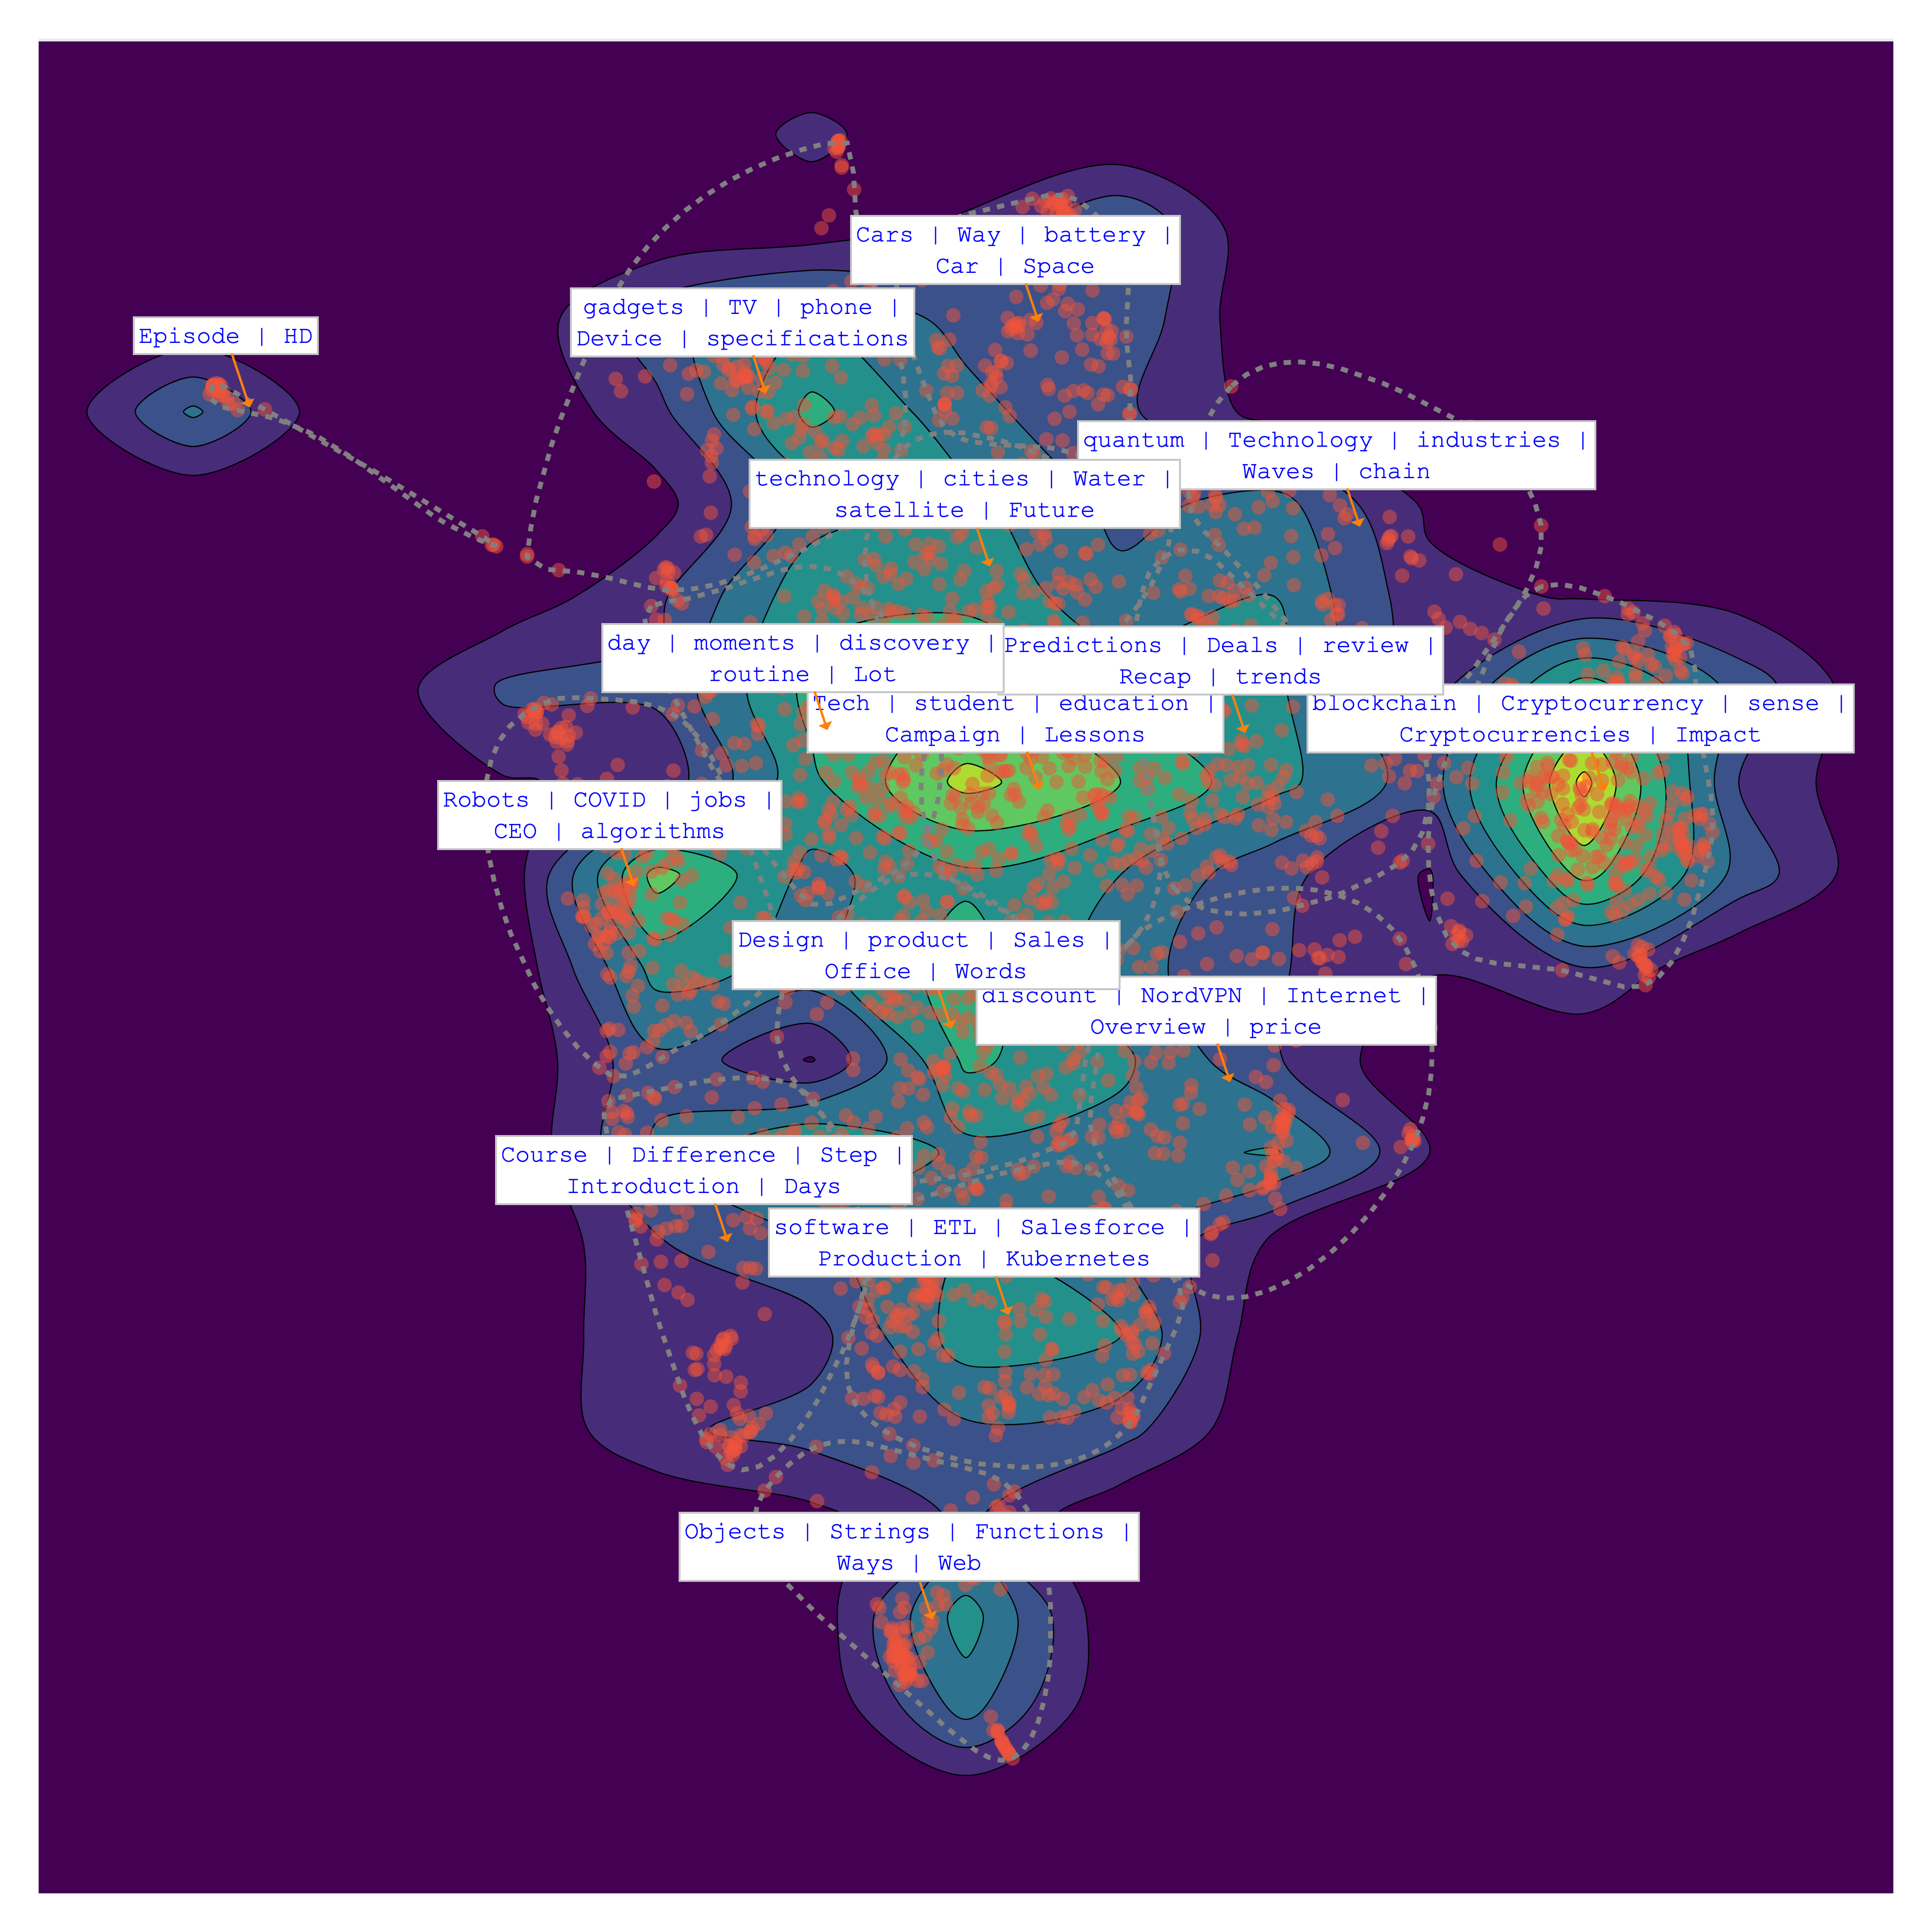 Cars | Way | battery |
Car | Space
gadgets | TV | phone |
Device | specifications
Episode | HD
quantum | Technology | industries |
Waves | chain
technology | cities | Water |
satellite | Future
day | moments | discovery |
routine | Lot
Predictions | Deals | review |
Recap | trends
Tech | student | education |
Campaign | Lessons
blockchain | Cryptocurrency | sense |
Cryptocurrencies | Impact
Robots | COVID | jobs |
CEO | algorithms
Design | product | Sales |
Office | Words
discount | NordVPN | Internet |
Overview | price
Course | Difference | Step |
Introduction | Days
software | ETL | Salesforce |
Production | Kubernetes
Objects | Strings | Functions |
Ways | Web